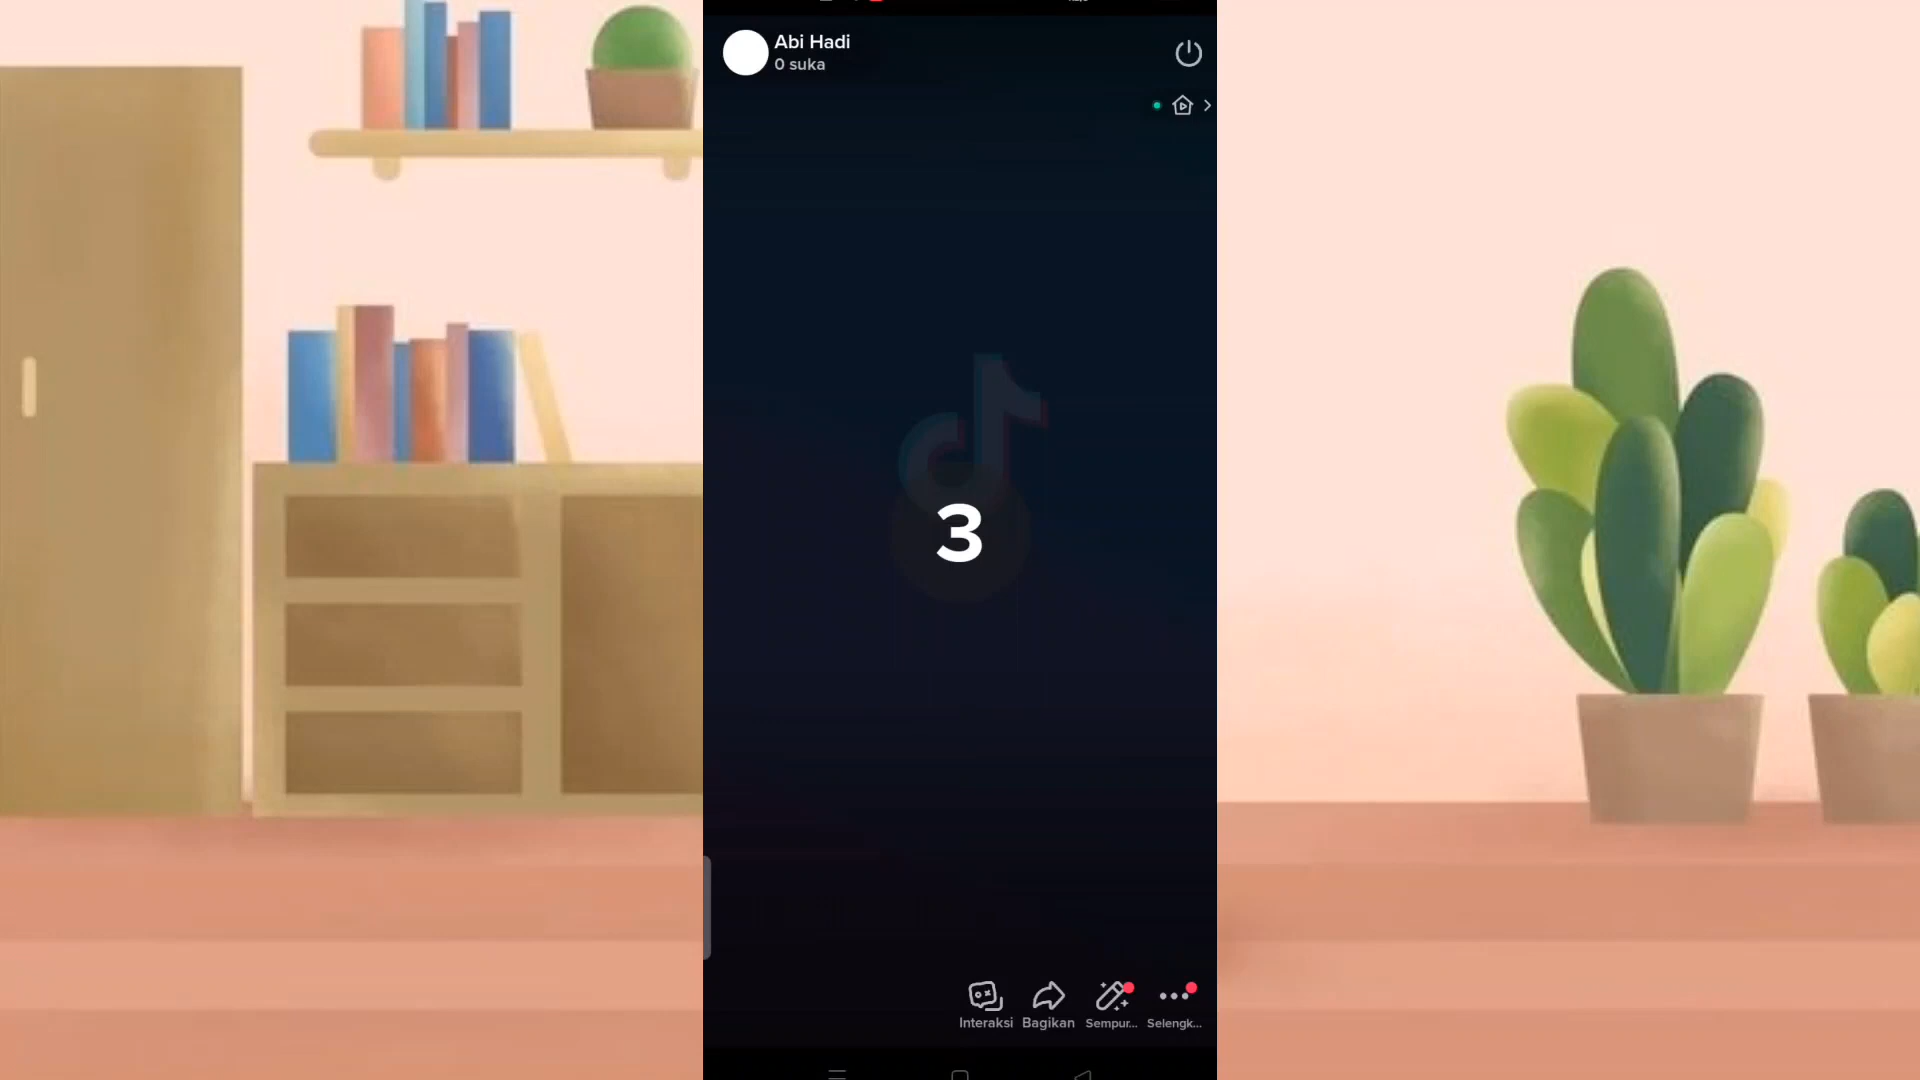 Abi Hadi
0 suka
3
Interaksi
Bagikan
Sempur...
Selengk...